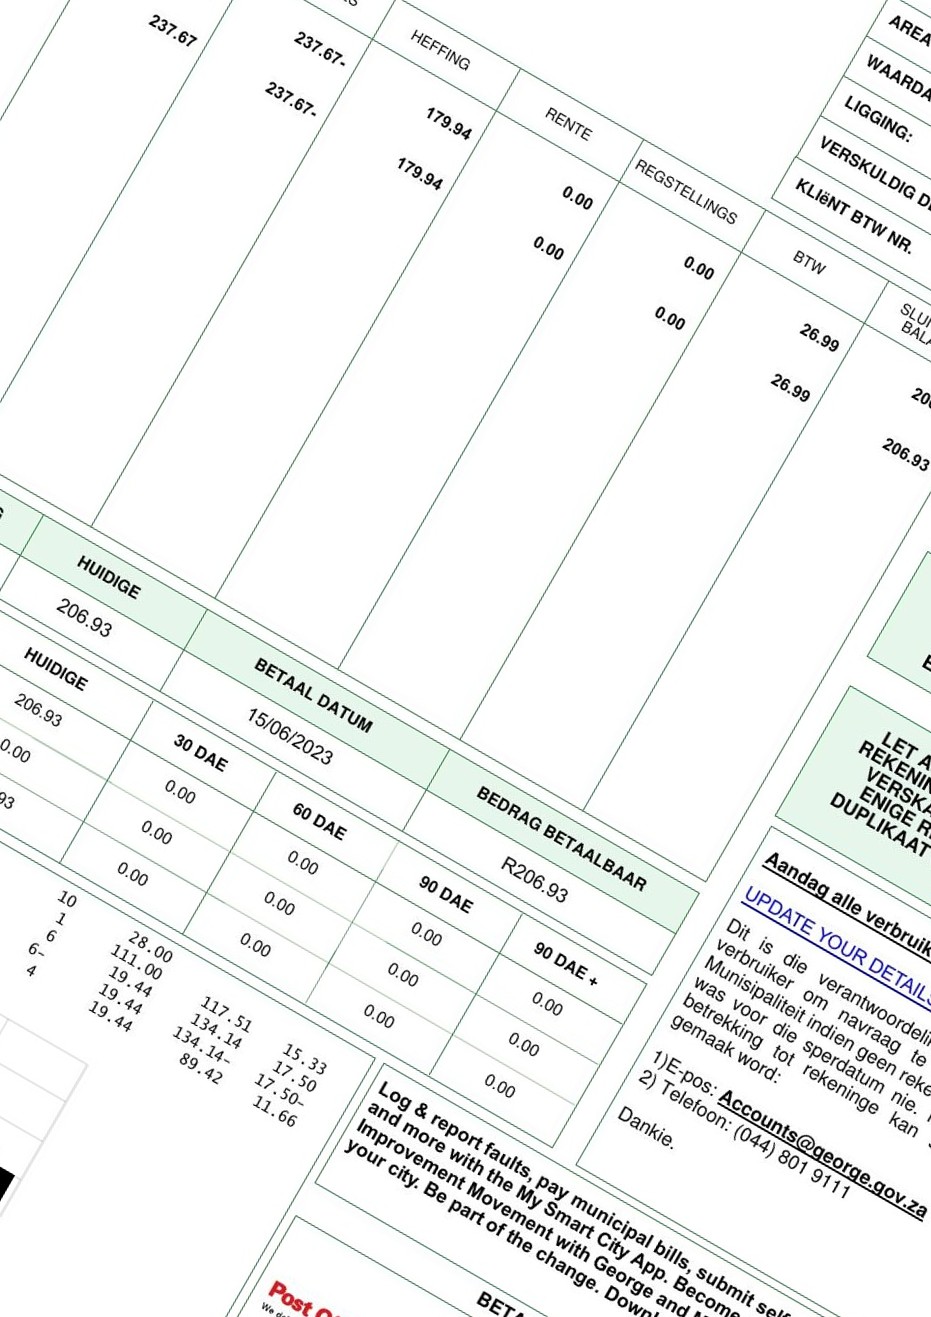 HEFFING
RENTE
REGSTELLINGS
BTW
237.67
237.67-
179.94
0.00
0.00
26.99
237.67-
179.94
0.00
0.00
26.99
206.93
WAARDA
LIGGING:
VERSKULDIG
KLIëNT BTW NR.
HUIDIGE
BETAAL DATUM
BEDRAG BETAALBAAR
206.93
15/06/2023
R206.93
HUIDIGE
30 DAE
60 DAE
90 DAE
90 DAE +
206.93
0.00
0.00
0.00
0.00
0.00
0.00
0.00
0.00
0.00
0.00
0.00
0.00
0.00
10
28.00
117.51
15.33
1
111.00
134.14
17.50
6
19.44
134.14-
17.50-
6-
19.44
89.42
11.66
4
19.44
LET
DUPLIKAAT
Aandag alle verbruik
UPDATE YOUR DETAILS
Dit is die verantwoordeli
verbruiker om navraag te
Munisipaliteit indien geen reke
was voor die sperdatum nie.
betrekking tot rekeninge kan
gemaak word:
1)E-pos: Accounts@george.gov.za
2) Telefoon: (044) 801 9111
Dankie.
Log & report faults, pay municipal bills, submit self
and more with the My Smart City App. Become
Improvement Movement with George and
your city. Be part of the change. Downl
Post